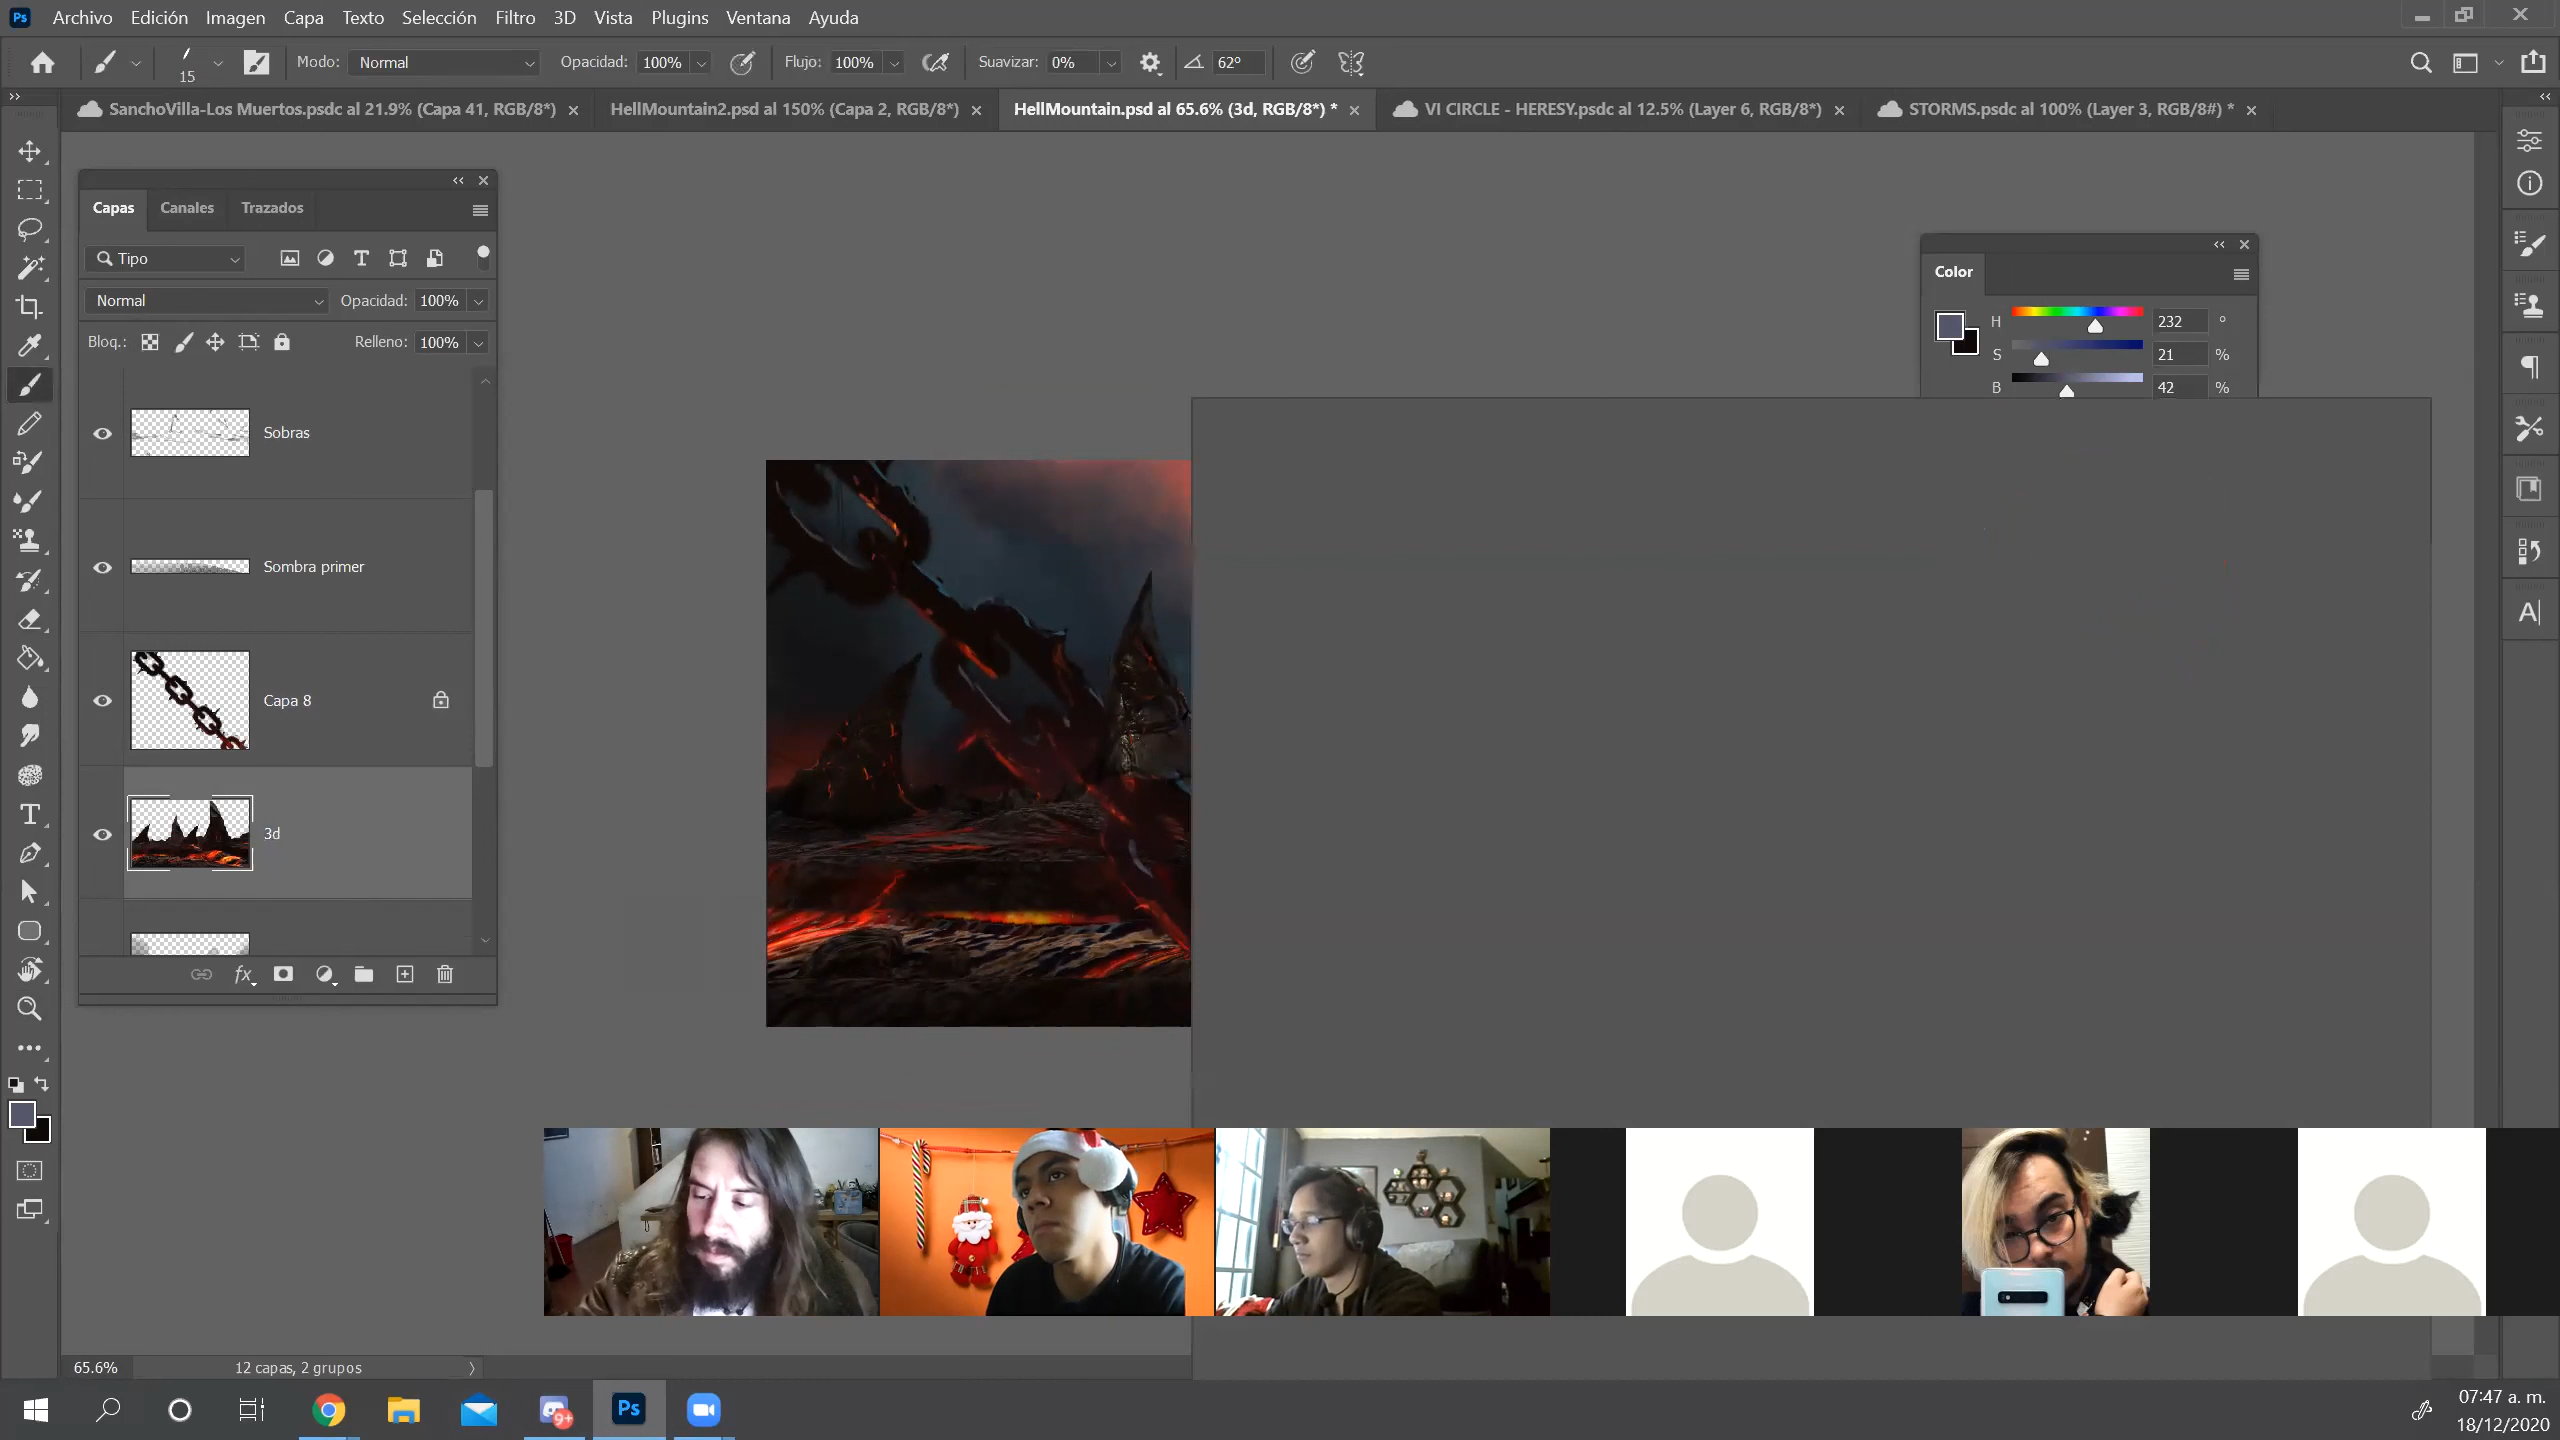 Ps Archivo Edición Imagen Capa Texto Selección Filtro 3D Vista Plugins Ventana Ayuda
15 Modo: Normal Opacidad: 100% Flujo: 100% Suavizar: 0% 62°
SanchoVilla-Los Muertos.psdc al 21.9% (Capa 41, RGB/8*) HellMountain2.psd al 150% (Capa 2, RGB/8*) HellMountain.psd al 65.6% (3d, RGB/8*) * VI CIRCLE - HERESY.psdc al 12.5% (Layer 6, RGB/8*) STORMS.psdc al 100% (Layer 3, RGB/8#) *
Capas Canales Trazados
Tipo
Normal Opacidad: 100%
Bloq.: Relleno: 100%
Sobras
Sombra primer
Capa 8
3d
fx
Color
H 232 °
S 21 %
B 42 %
65.6% 12 capas, 2 grupos
9+ Ps
07:47 a. m.
18/12/2020